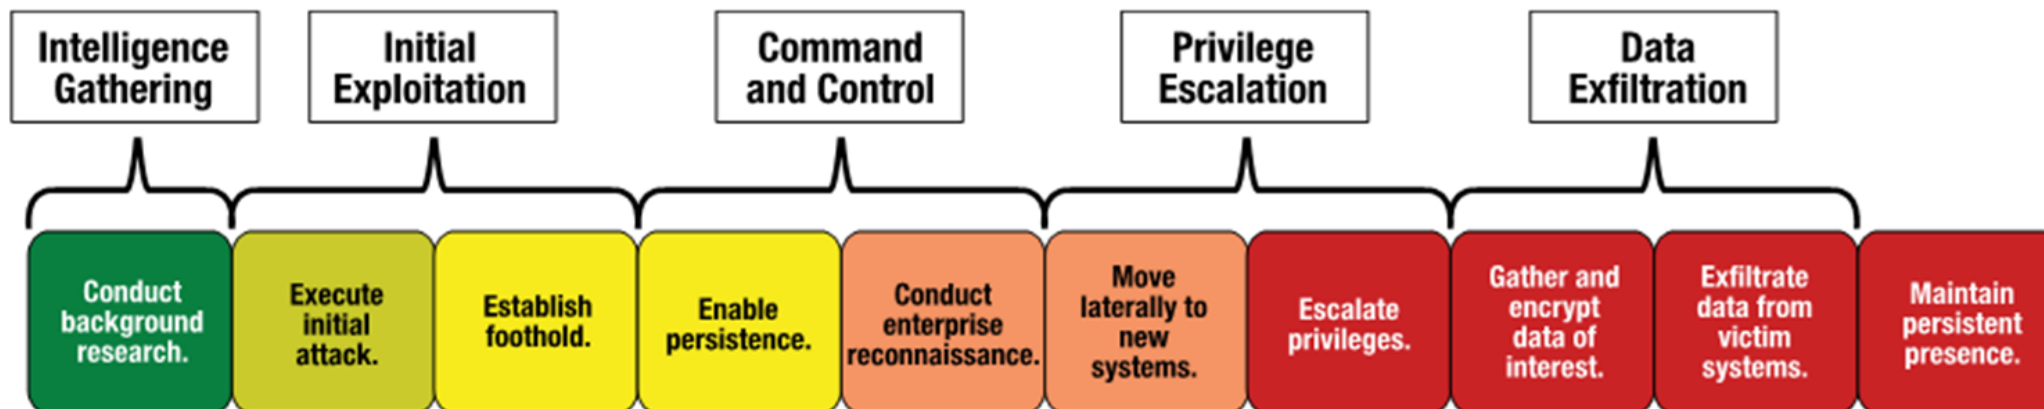 Intelligence
Gathering
Initial
Exploitation
Command
and Control
Privilege
Escalation
Data
Exfiltration
Conduct
background
research.
Execute
initial
attack.
Establish
foothold.
Enable
persistence.
Conduct
enterprise
reconnaissance.
Move
laterally to
new
systems.
Escalate
privileges.
Gather and
encrypt
data of
interest.
Exfiltrate
data from
victim
systems.
Maintain
persistent
presence.